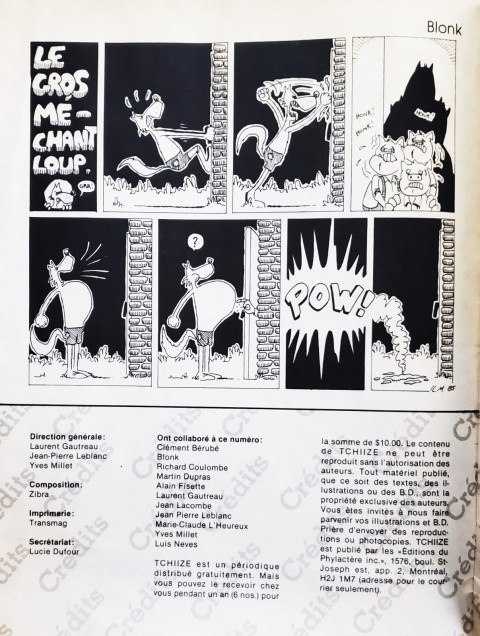 Blonk
LE
GROS
ME-
CHANT
LOUP.
GRR!
HOUK!
HOUK!
?
POW!
Direction générale:
Laurent Gautreau
Jean-Pierre Leblanc
Yves Millet
Composition:
Zibra
Imprimerie:
Transmag
Secrétariat:
Lucie Dufour
Ont collaboré à ce numéro:
Clément Bérubé
Blonk
Richard Coulombe
Martin Dupras
Alain Fisette
Laurent Gautreau
Jean Lacombe
Jean Pierre Leblanc
Marie-Claude L'Heureux
Yves Millet
Luis Neves
TCHIIZE est un périodique
distribué gratuitement. Mais
vous pouvez le recevoir chez
vous pendant un an (6 nos.) pour
la somme de $10.00. Le contenu
de TCHIIZE ne peut être
reproduit sans l'autorisation des
auteurs. Tout matériel publié,
que ce soit des textes, des il-
lustrations ou des B.D., sont la
propriété exclusive des auteurs.
Vous êtes invités à nous faire
parvenir vos illustrations et B.D.
Prière d'envoyer des reproduc-
tions ou photocopies. TCHIIZE
est publié par les «Éditions du
Phylactère inc.», 1576, boul. St-
Joseph est, app. 2, Montréal,
H2J 1M7 (adresse pour le cour-
rier seulement).
Crédits
Crédits
Crédits
Crédits